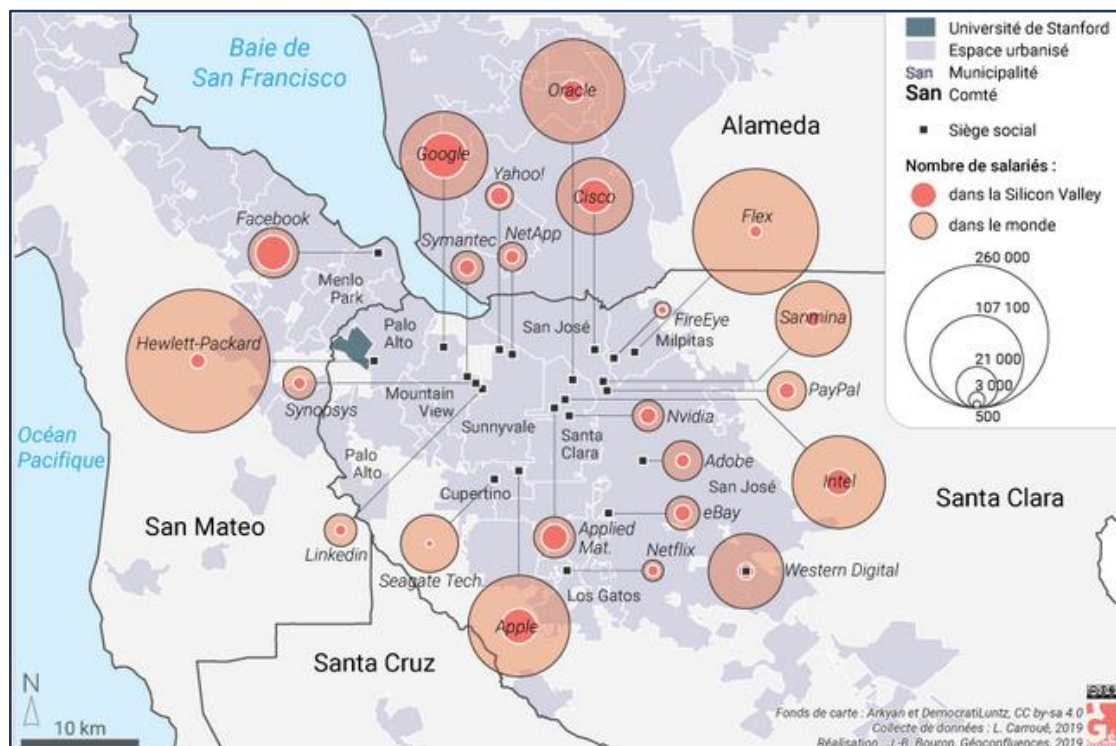 Baie de
San Francisco
Oracle
Alameda
Google
Yahoo!
Cisco
Flex
Facebook
Symantec
NetApp
Menlo
Park
San José
FireEye
Milpitas
Sanmina
Palo
Alto
Hewlett-Packard
Synopsys
Mountain
View
Sunnyvale
PayPal
Nvidia
Santa
Clara
Océan
Pacifique
Palo
Alto
Adobe
San José
Intel
Cupertino
Santa Clara
San Mateo
eBay
Linkedin
Seagate Tech.
Applied
Mat.
Netflix
Western Digital
Los Gatos
Apple
Santa Cruz
N
10 km
Université de Stanford
Espace urbanisé
San Municipalité
San Comté
Siège social
Nombre de salariés :
dans la Silicon Valley
dans le monde
260 000
107 100
21 000
3 000
500
Fonds de carte : Arkyan et DemocratiLuntz, CC by-sa 4.0
Collecte de données : L. Carroué, 2019
Réalisation : J.-B. Bouron, Géoconfluences, 2019